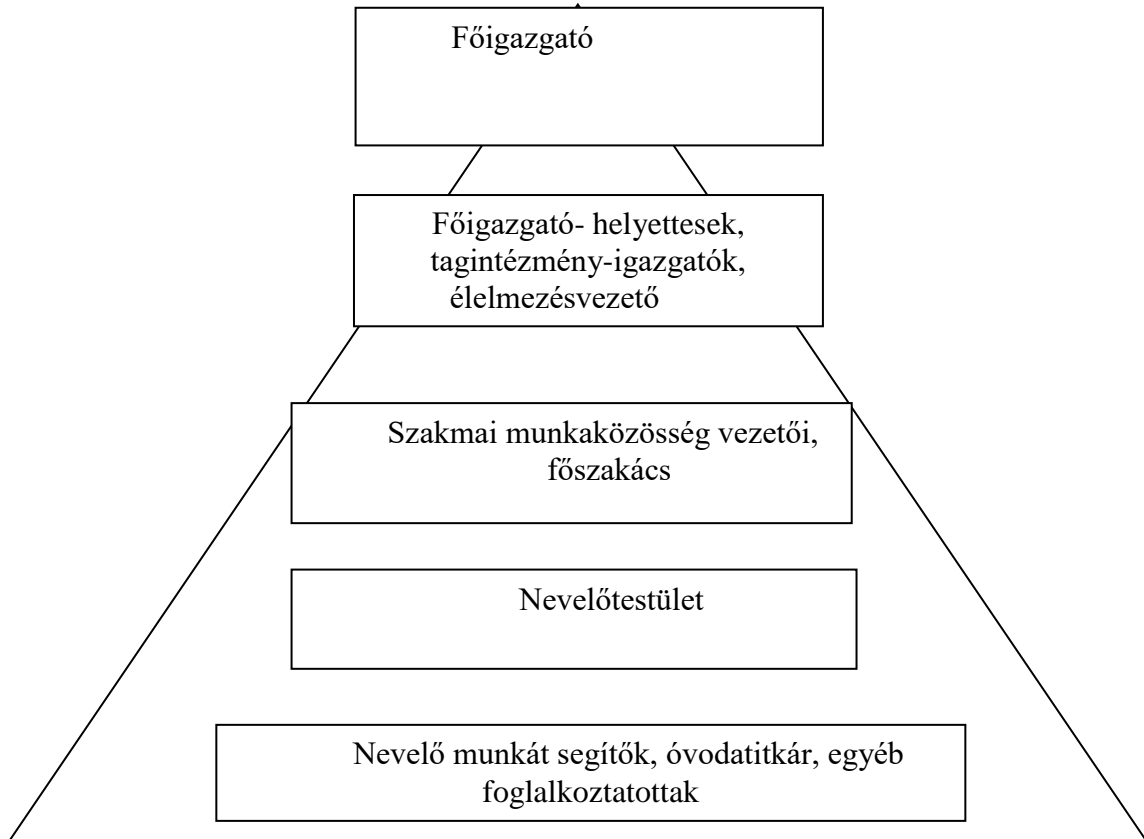 Főigazgató
Főigazgató- helyettesek,
tagintézmény-igazgatók,
élelmezésvezető
Szakmai munkaközösség vezetői,
főszakács
Nevelőtestület
Nevelő munkát segítők, óvodatitkár, egyéb
foglalkoztatottak